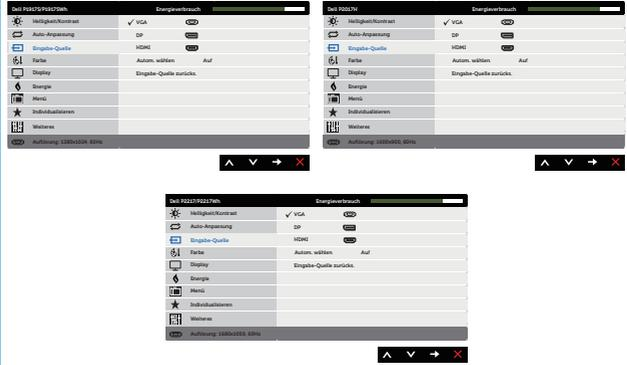 Dell P1917S/P1917SWh Energieverbrauch
Helligkeit/Kontrast VGA
Auto-Anpassung DP
Eingabe-Quelle HDMI
Farbe Autom. wählen Auf
Display Eingabe-Quelle zurücks.
Energie
Menü
Individualisieren
Weiteres
Auflösung: 1280x1024, 60Hz
Dell P2017H Energieverbrauch
Helligkeit/Kontrast VGA
Auto-Anpassung DP
Eingabe-Quelle HDMI
Farbe Autom. wählen Auf
Display Eingabe-Quelle zurücks.
Energie
Menü
Individualisieren
Weiteres
Auflösung: 1600x900, 60Hz
Dell P2217/P2217Wh Energieverbrauch
Helligkeit/Kontrast VGA
Auto-Anpassung DP
Eingabe-Quelle HDMI
Farbe Autom. wählen Auf
Display Eingabe-Quelle zurücks.
Energie
Menü
Individualisieren
Weiteres
Auflösung: 1680x1050, 60Hz